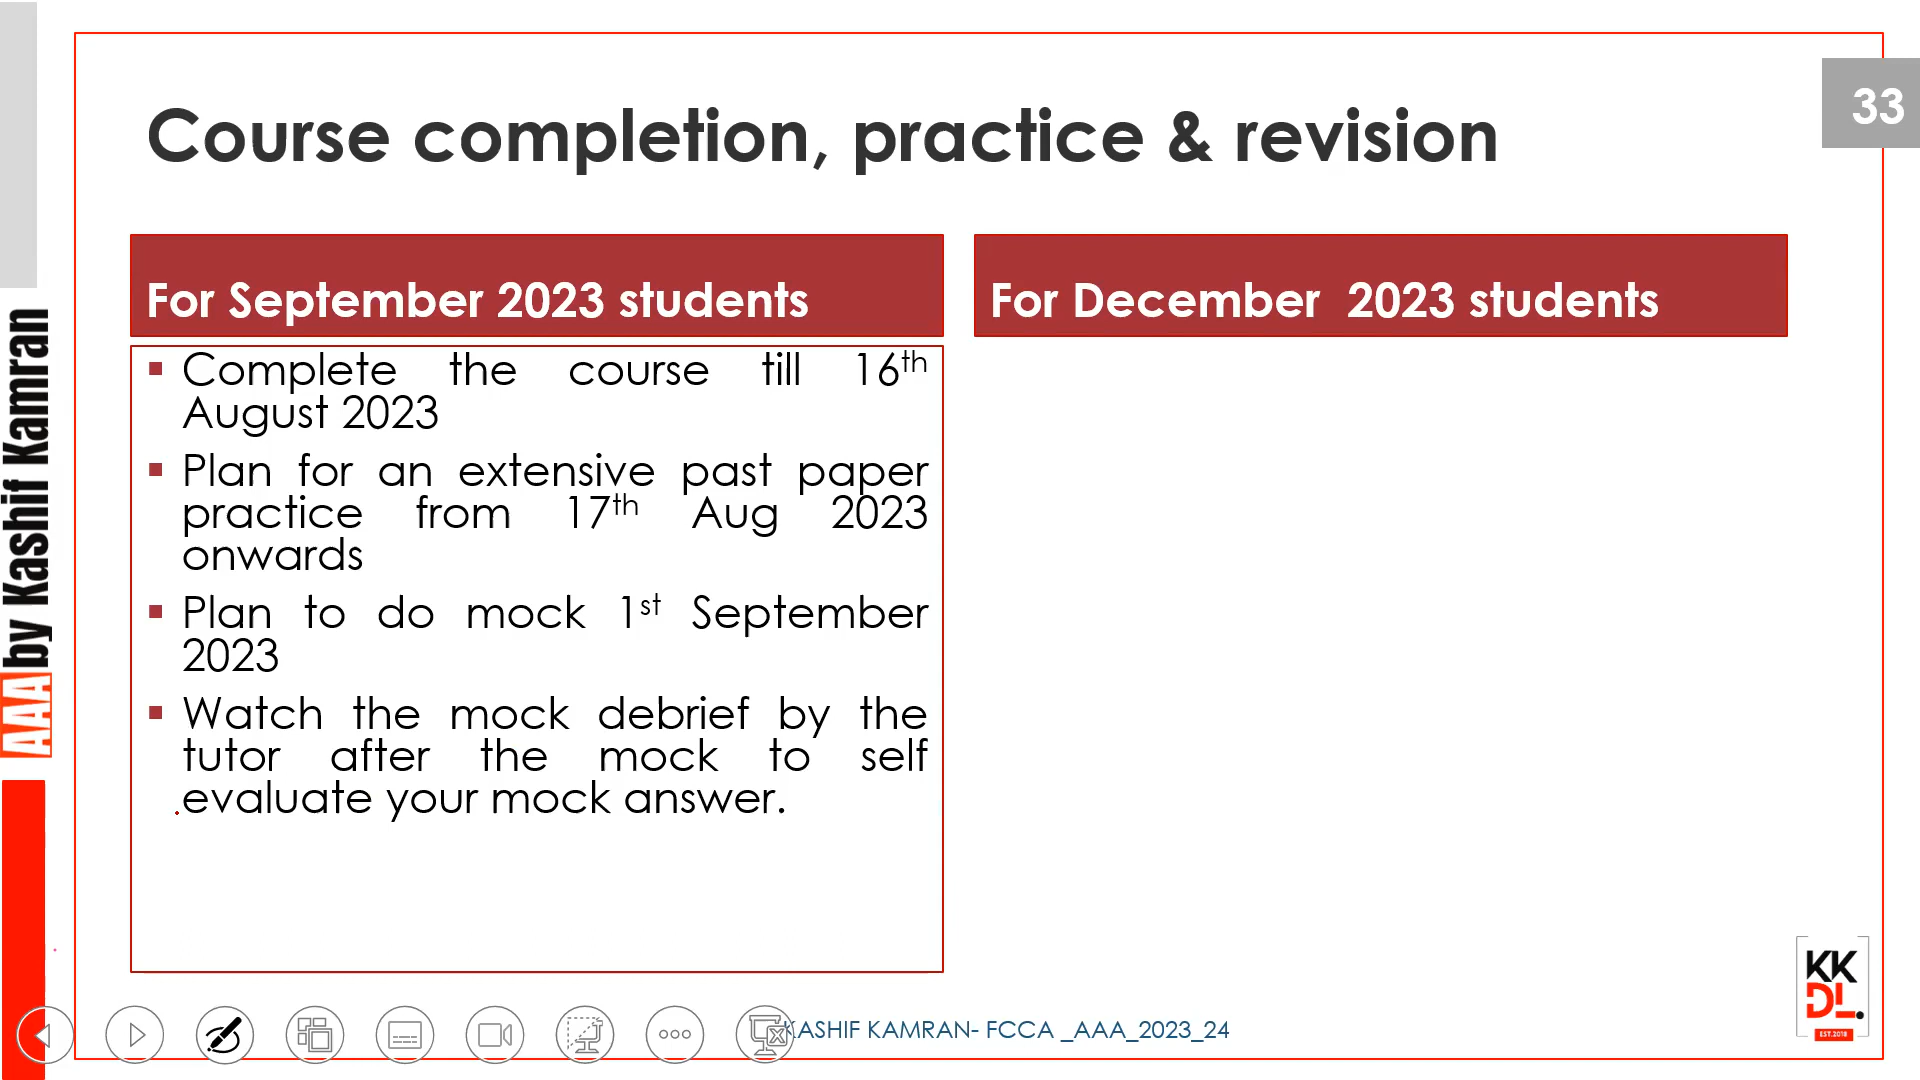 33
Course completion, practice & revision
For September 2023 students
Complete the course till 16th
August 2023
Plan for an extensive past paper
practice from 17th Aug 2023
onwards
Plan to do mock 1st September
2023
Watch the mock debrief by the
tutor after the mock to self
evaluate your mock answer.
For December 2023 students
AAA by Kashif Kamran
KASHIF KAMRAN- FCCA _AAA_2023_24
KK
DL.
EST.2018